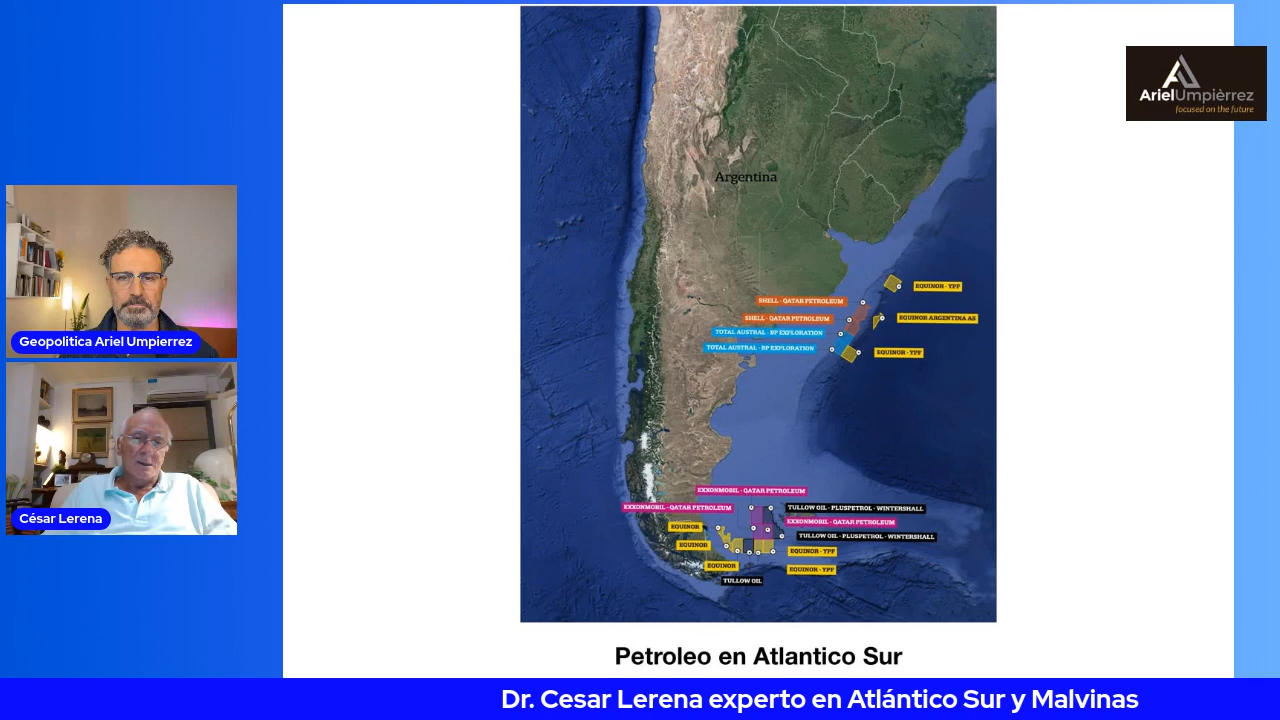 ArielUmpièrrez
focused on the future
Argentina
EQUINOR - YPF
SHELL - QATAR PETROLEUM
SHELL - QATAR PETROLEUM
EQUINOR ARGENTINA AS
TOTAL AUSTRAL - BP EXPLORATION
TOTAL AUSTRAL - BP EXPLORATION
EQUINOR - YPF
EXXONMOBIL - QATAR PETROLEUM
EXXONMOBIL - QATAR PETROLEUM
TULLOW OIL - PLUSPETROL - WINTERSHALL
EXXONMOBIL - QATAR PETROLEUM
EQUINOR
TULLOW OIL - PLUSPETROL - WINTERSHALL
EQUINOR
EQUINOR - YPF
EQUINOR
EQUINOR - YPF
TULLOW OIL
Geopolitica Ariel Umpierrez
César Lerena
Petroleo en Atlantico Sur
Dr. Cesar Lerena experto en Atlántico Sur y Malvinas